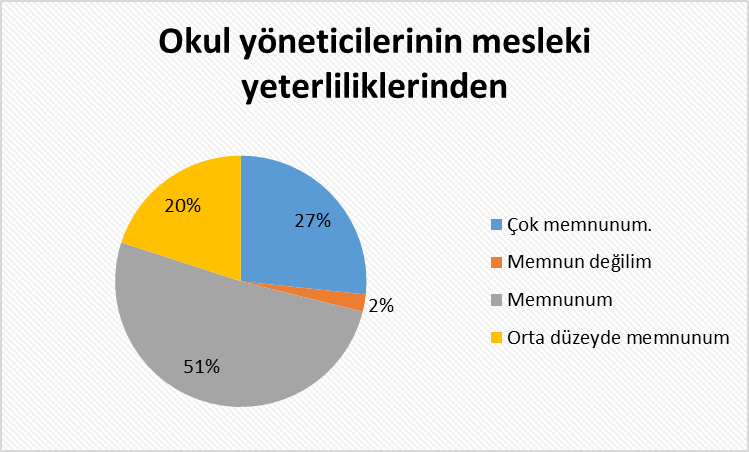 Okul yöneticilerinin mesleki
yeterliliklerinden
20%
27%
2%
51%
Çok memnunum.
Memnun değilim
Memnunum
Orta düzeyde memnunum